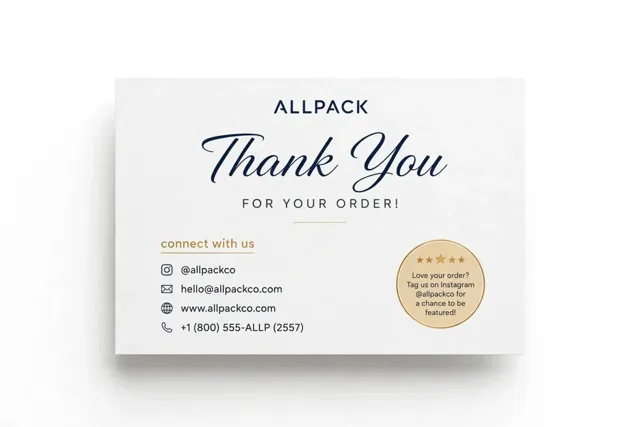 ALLPACK
Thank You
FOR YOUR ORDER!
connect with us
@allpackco
hello@allpackco.com
www.allpackco.com
+1 (800) 555-ALLP (2557)
Love your order?
Tag us on Instagram
@allpackco for
a chance to be
featured!